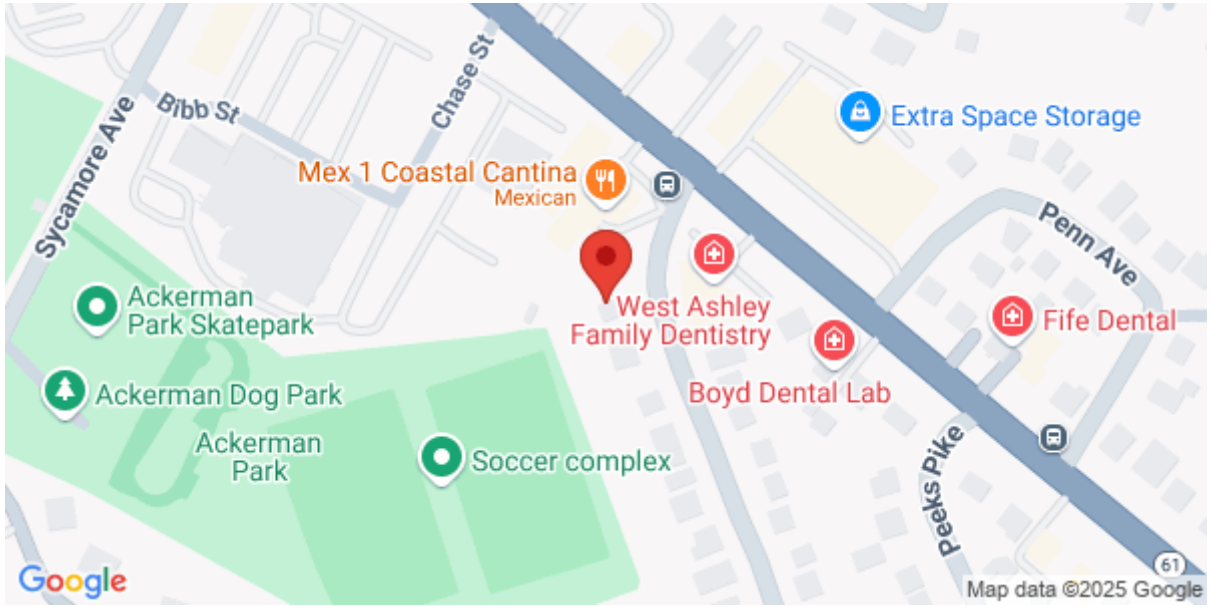 Chase St
Bibb St
Sycamore Ave
Extra Space Storage
Mex 1 Coastal Cantina
Mexican
Penn Ave
West Ashley
Family Dentistry
Fife Dental
Ackerman
Park Skatepark
Boyd Dental Lab
Ackerman Dog Park
Ackerman
Park
Soccer complex
Peeks Pike
61
Google
Map data ©2025 Google